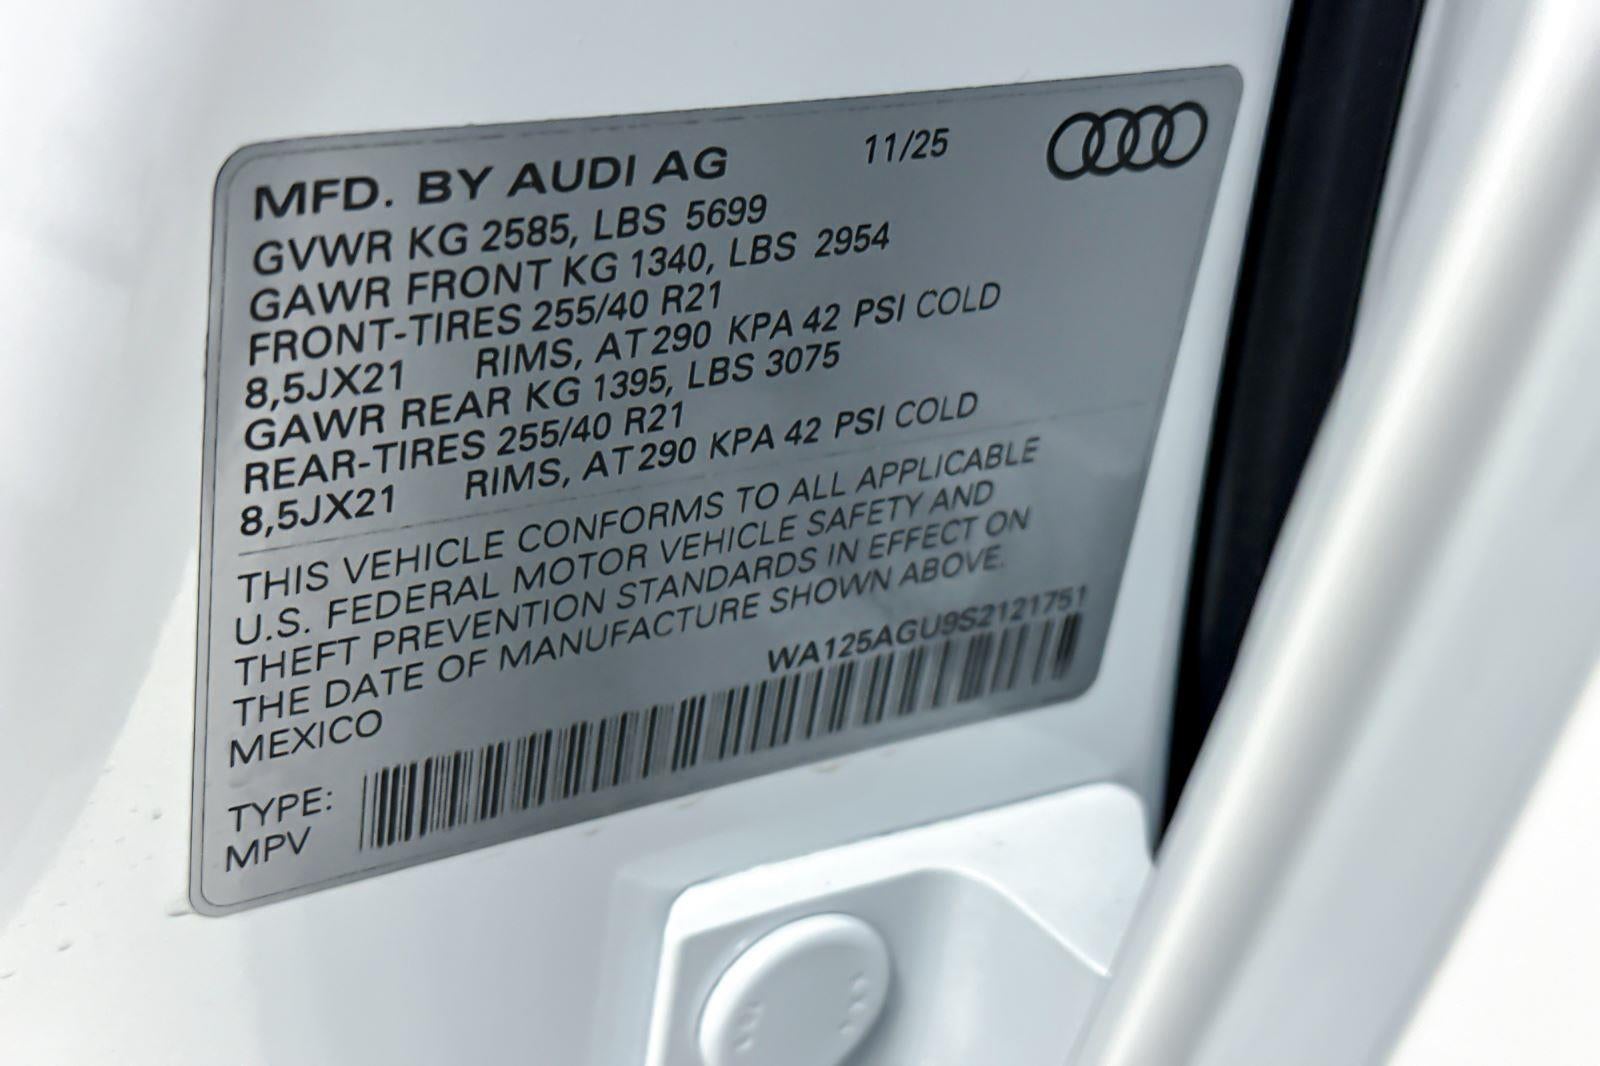 MFD. BY AUDI AG 11/25
GVWR KG 2585, LBS 5699
GAWR FRONT KG 1340, LBS 2954
FRONT-TIRES 255/40 R21
8,5JX21 RIMS, AT 290 KPA 42 PSI COLD
GAWR REAR KG 1395, LBS 3075
REAR-TIRES 255/40 R21
8,5JX21 RIMS, AT 290 KPA 42 PSI COLD
THIS VEHICLE CONFORMS TO ALL APPLICABLE
U.S. FEDERAL MOTOR VEHICLE SAFETY AND
THEFT PREVENTION STANDARDS IN EFFECT ON
THE DATE OF MANUFACTURE SHOWN ABOVE.
MEXICO
WA125AGU9S2121751
TYPE:
MPV